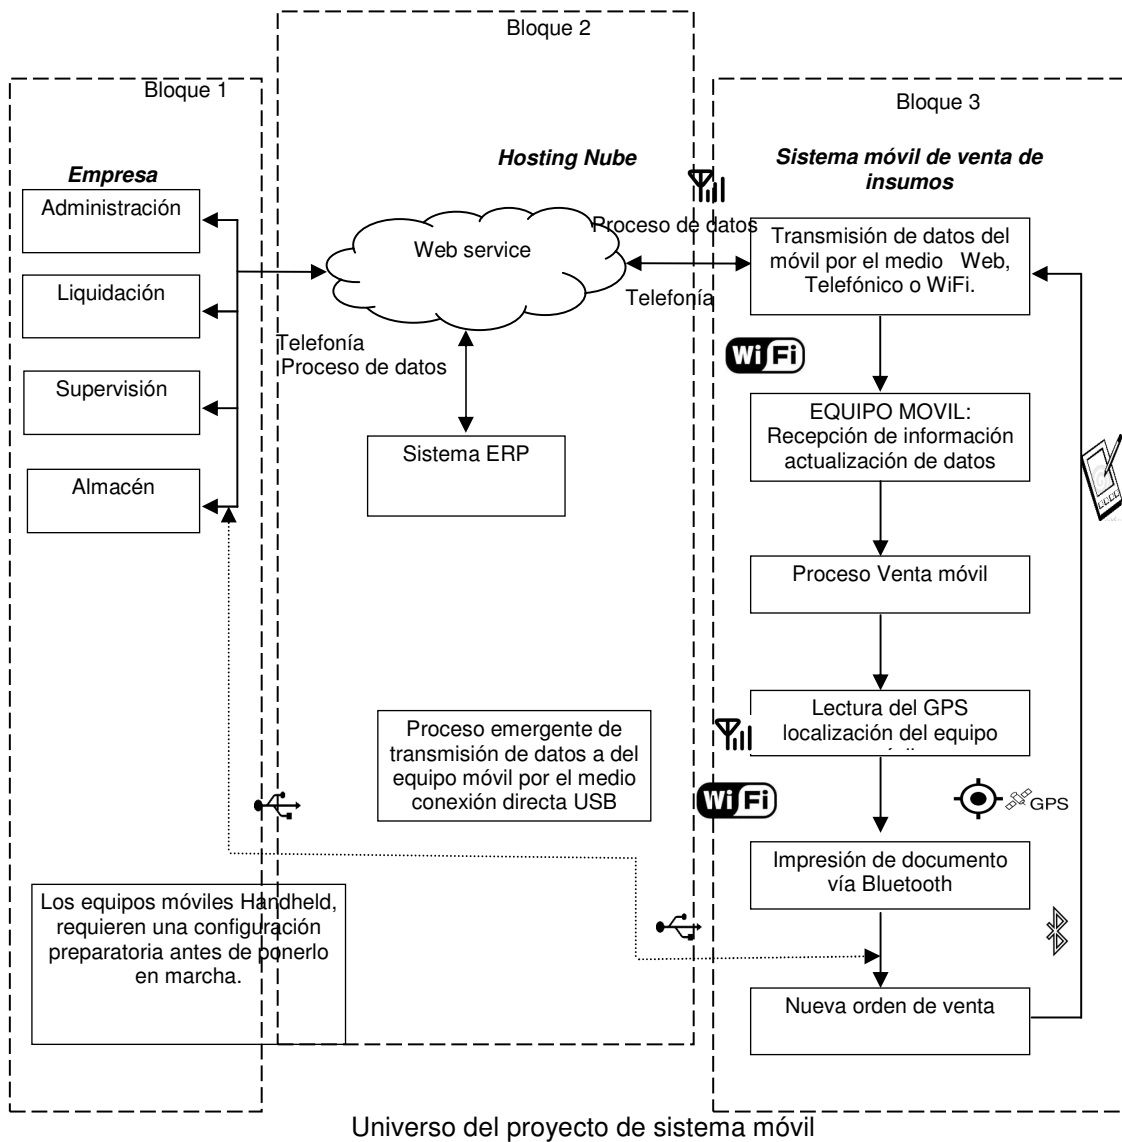 Bloque 2
Bloque 1
Bloque 3
Empresa
Administración
Liquidación
Supervisión
Almacén
Hosting Nube
Web service
Proceso de datos
Telefonía
Telefonía
Proceso de datos
Sistema ERP
Proceso emergente de
transmisión de datos a del
equipo móvil por el medio
conexión directa USB
Los equipos móviles Handheld,
requieren una configuración
preparatoria antes de ponerlo
en marcha.
Sistema móvil de venta de
insumos
Transmisión de datos del
móvil por el medio Web,
Telefónico o WiFi.
Wi Fi
EQUIPO MOVIL:
Recepción de información
actualización de datos
Proceso Venta móvil
Lectura del GPS
localización del equipo
Wi Fi
GPS
Impresión de documento
vía Bluetooth
Nueva orden de venta
Universo del proyecto de sistema móvil